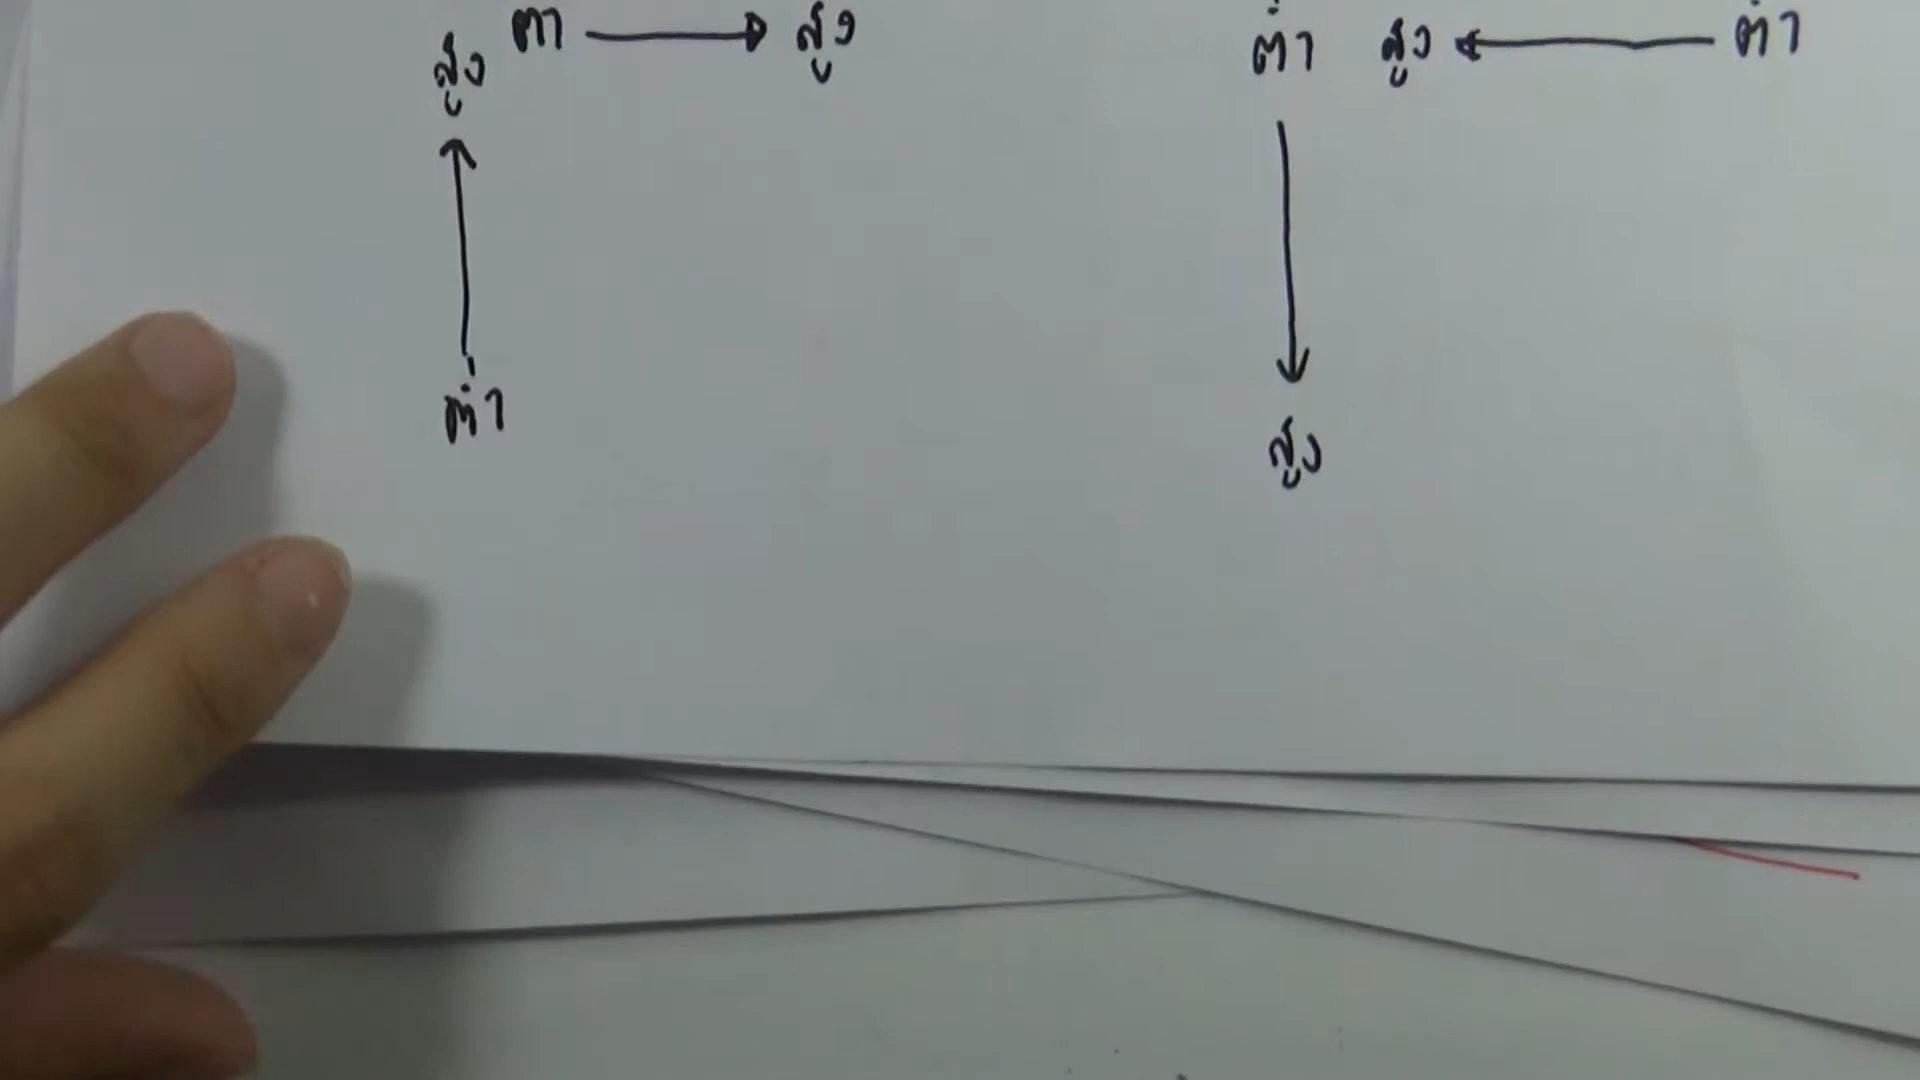 ต่ำ → สูง
สูง
ต่ำ
ต่ำ
สูง ← ต่ำ
สูง